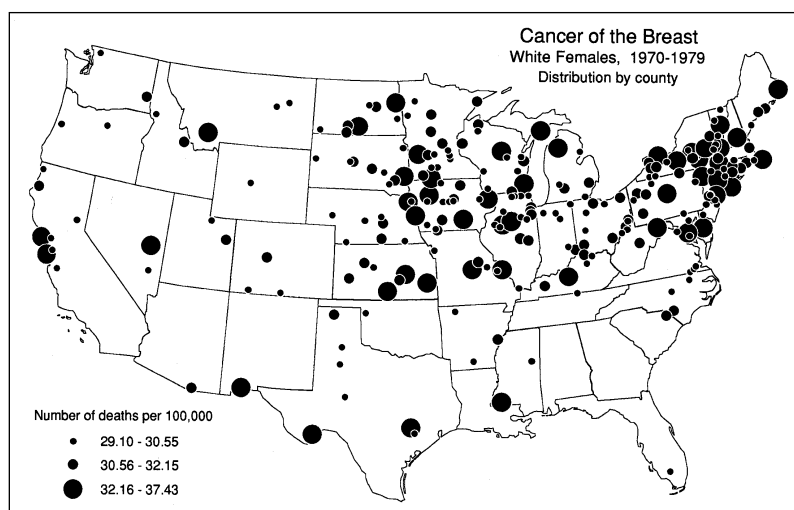 Cancer of the Breast
White Females, 1970-1979
Distribution by county
Number of deaths per 100,000
29.10 - 30.55
30.56 - 32.15
32.16 - 37.43